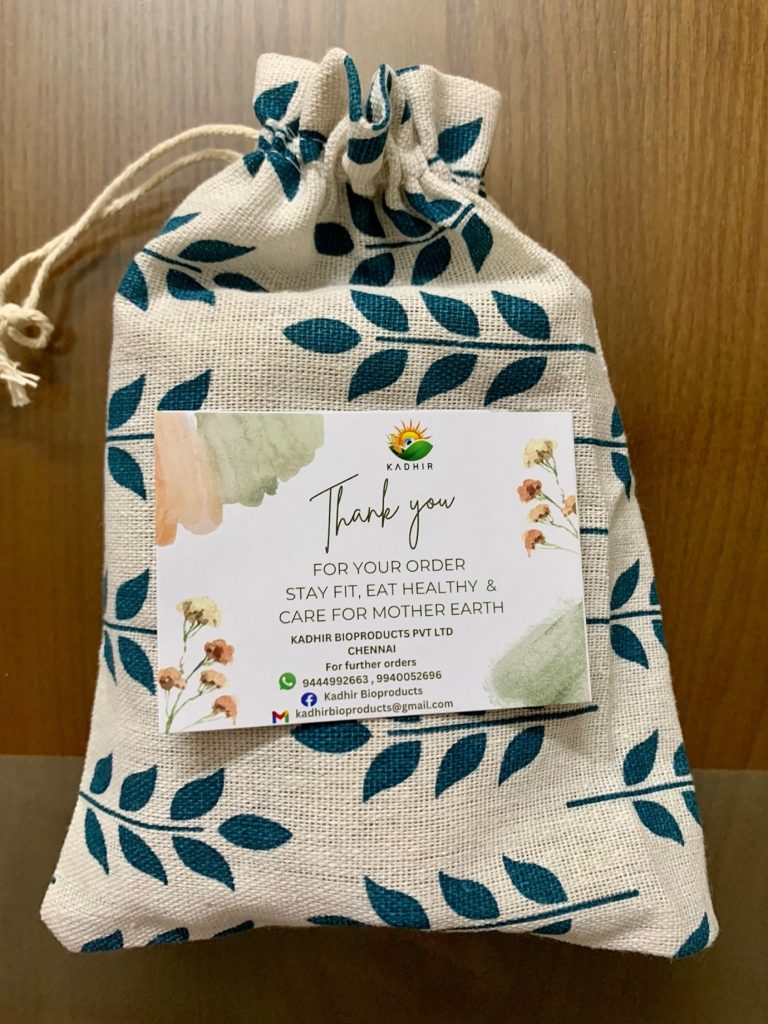 KADHIR
Thank you
FOR YOUR ORDER
STAY FIT, EAT HEALTHY &
CARE FOR MOTHER EARTH
KADHIR BIOPRODUCTS PVT LTD
CHENNAI
For further orders
9444992663 , 9940052696
Kadhir Bioproducts
kadhirbioproducts@gmail.com